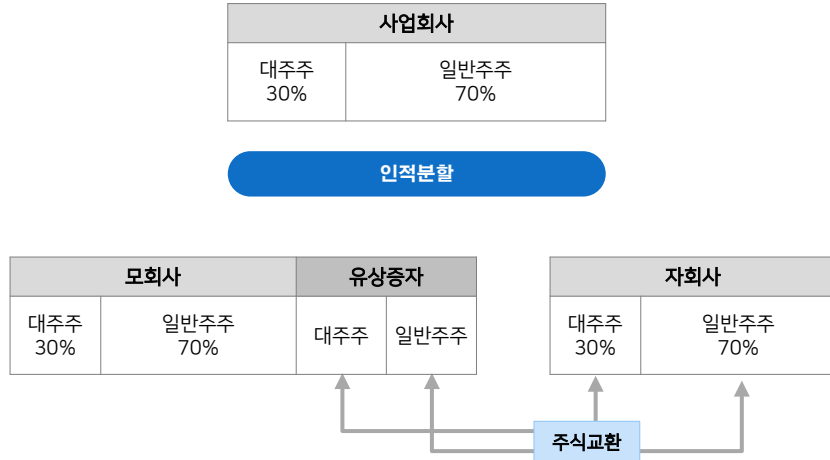 사업회사
대주주
30%
일반주주
70%
인적분할
모회사
유상증자
자회사
대주주
30%
일반주주
70%
대주주
일반주주
대주주
30%
일반주주
70%
주식교환